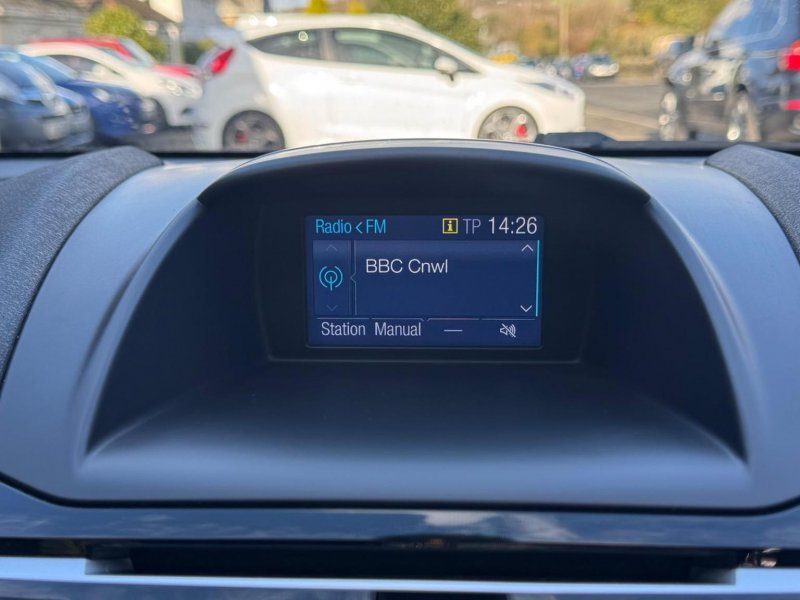 Radio < FM i TP 14:26
BBC Cnwl
Station Manual —